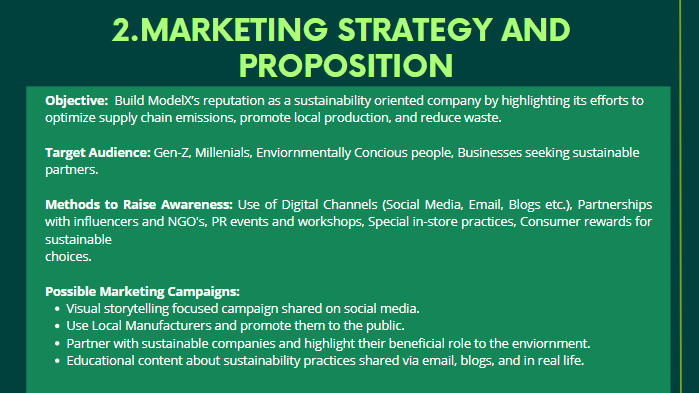 2.MARKETING STRATEGY AND
PROPOSITION
Objective: Build ModelX's reputation as a sustainability oriented company by highlighting its efforts to
optimize supply chain emissions, promote local production, and reduce waste.
Target Audience: Gen-Z, Millenials, Enviornmentally Concious people, Businesses seeking sustainable
partners.
Methods to Raise Awareness: Use of Digital Channels (Social Media, Email, Blogs etc.), Partnerships
with influencers and NGO's, PR events and workshops, Special in-store practices, Consumer rewards for
sustainable
choices.
Possible Marketing Campaigns:
• Visual storytelling focused campaign shared on social media.
• Use Local Manufacturers and promote them to the public.
• Partner with sustainable companies and highlight their beneficial role to the enviornment.
• Educational content about sustainability practices shared via email, blogs, and in real life.